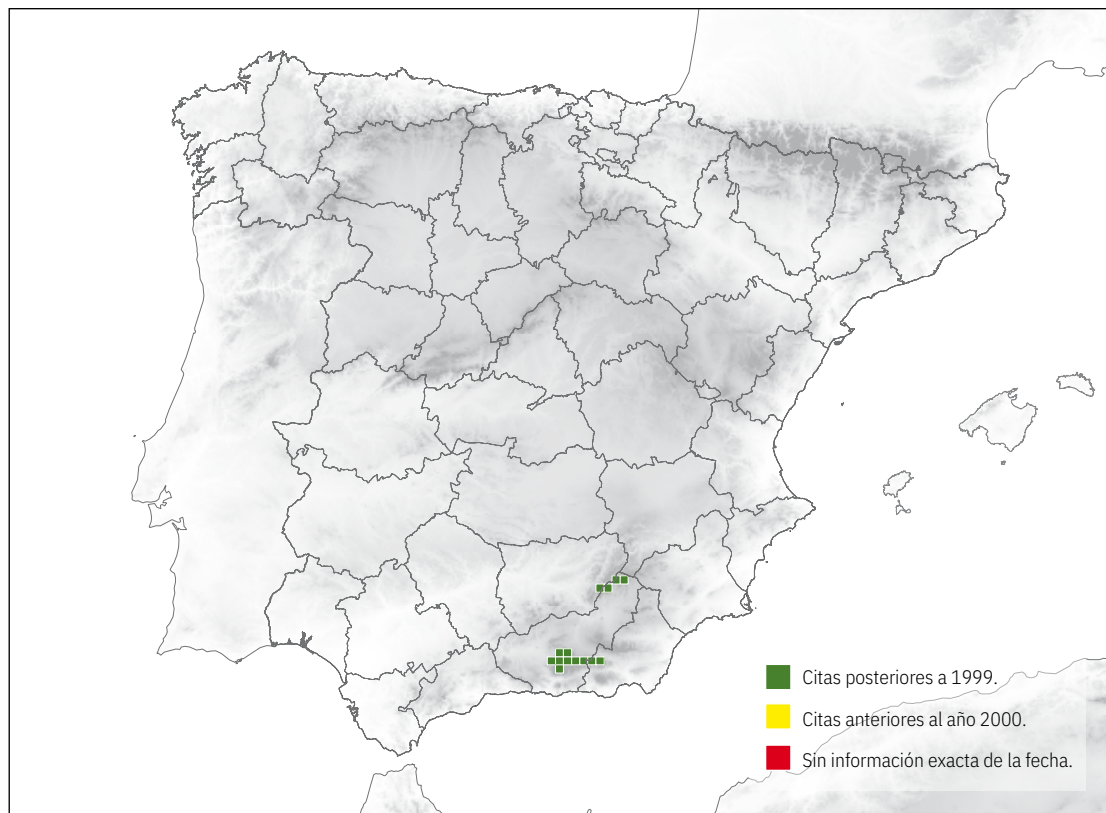 Citas posteriores a 1999.
Citas anteriores al año 2000.
Sin información exacta de la fecha.